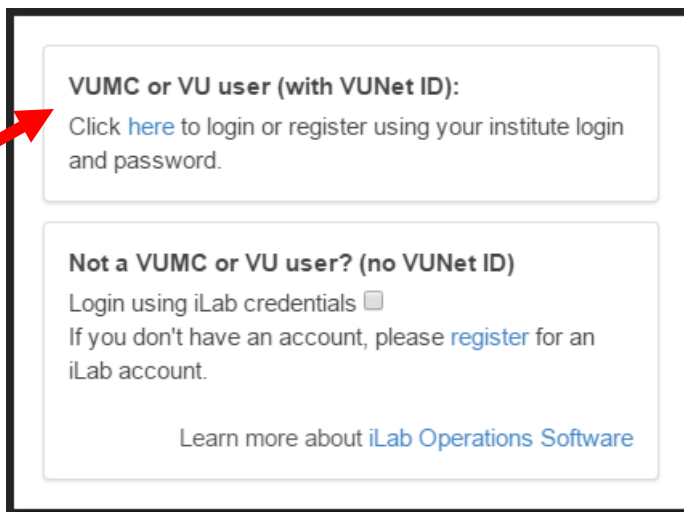 VUMC or VU user (with VUNet ID):
Click here to login or register using your institute login
and password.
Not a VUMC or VU user? (no VUNet ID)
Login using iLab credentials
If you don't have an account, please register for an
iLab account.
Learn more about iLab Operations Software